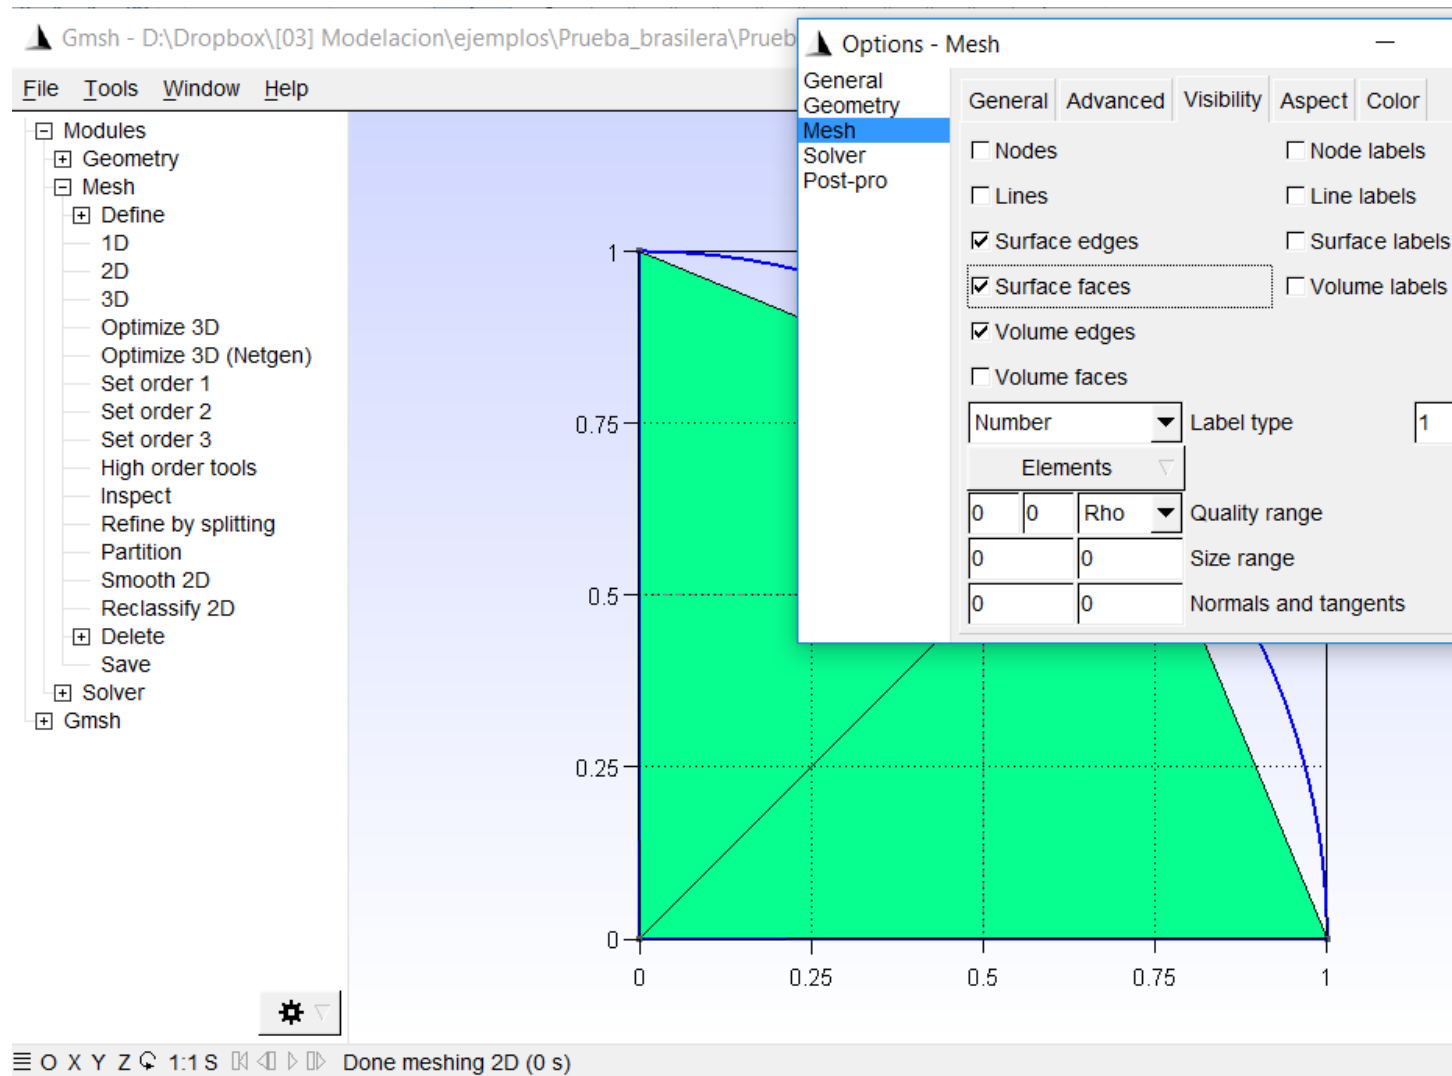 Gmsh - D:\Dropbox\[03] Modelacion\ejemplos\Prueba_brasilera\Prueb
File Tools Window Help
Modules
Geometry
Mesh
Define
1D
2D
3D
Optimize 3D
Optimize 3D (Netgen)
Set order 1
Set order 2
Set order 3
High order tools
Inspect
Refine by splitting
Partition
Smooth 2D
Reclassify 2D
Delete
Save
Solver
Gmsh
1
0.75
0.5
0.25
0
0 0.25 0.5 0.75 1
Options - Mesh
General
Geometry
Mesh
Solver
Post-pro
General Advanced Visibility Aspect Color
Nodes Node labels
Lines Line labels
Surface edges Surface labels
Surface faces Volume labels
Volume edges
Volume faces
Number Label type 1
Elements
0 0 Rho Quality range
0 0 Size range
0 0 Normals and tangents
O X Y Z 1:1 S Done meshing 2D (0 s)